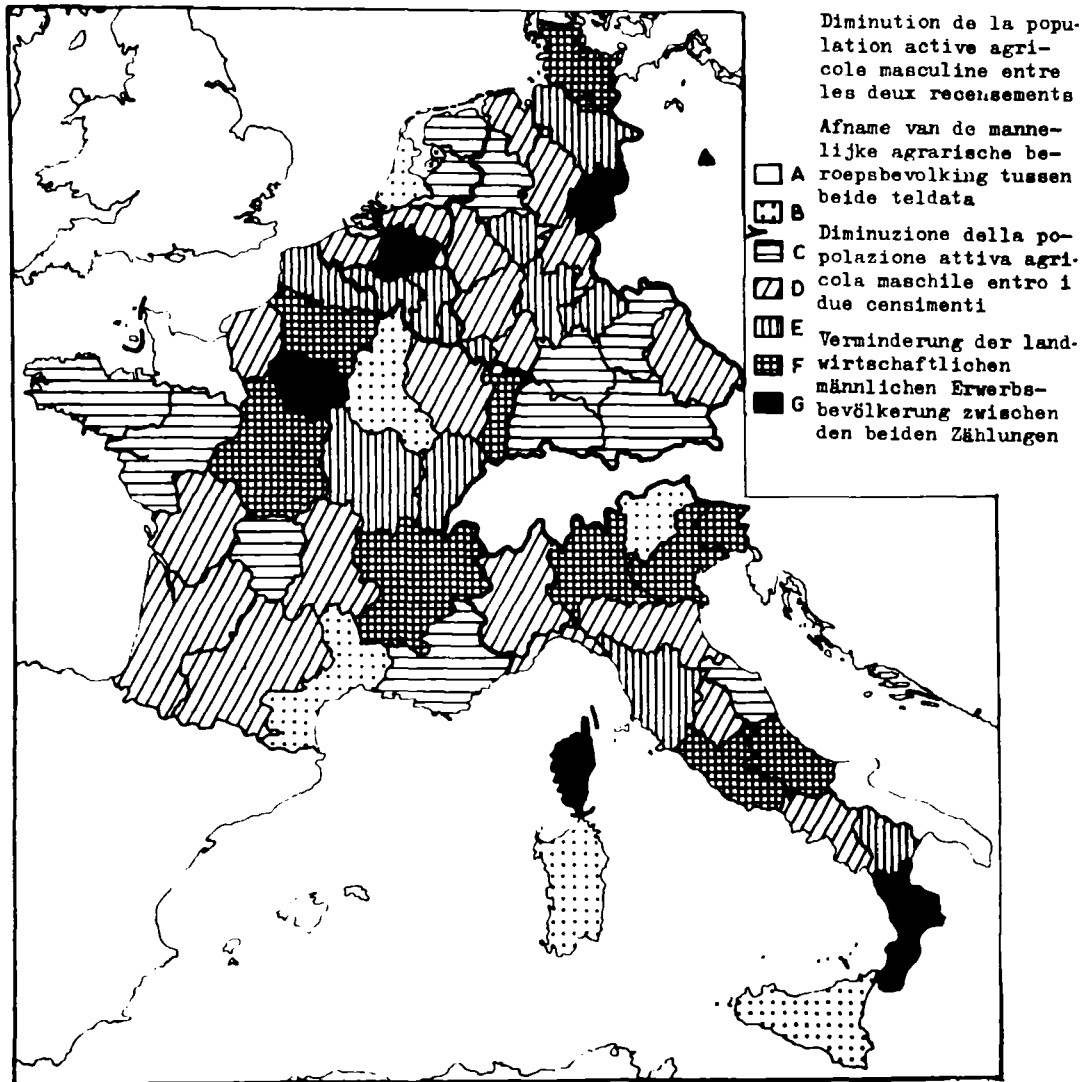 Diminution de la popu-
lation active agri-
cole masculine entre
les deux recensements
Afname van de manne-
lijke agrarische be-
roepsbevolking tussen
beide teldata
Diminuzione della po-
polazione attiva agri-
cola maschile entro i
due censimenti
Verminderung der land-
wirtschaftlichen
männlichen Erwerbs-
bevölkerung zwischen
den beiden Zählungen
A
B
C
D
E
F
G